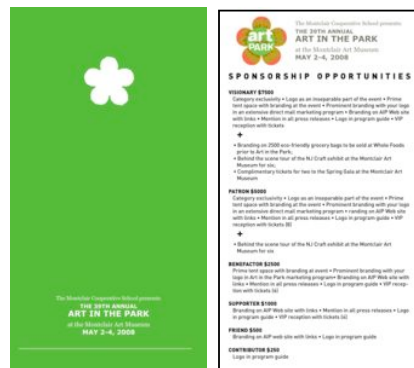 The Montclair Cooperative School presents
THE 39TH ANNUAL
ART IN THE PARK
at the Montclair Art Museum
MAY 2-4, 2008
art
PARK
The Montclair Cooperative School presents
THE 39TH ANNUAL
ART IN THE PARK
at the Montclair Art Museum
MAY 2-4, 2008
SPONSORSHIP OPPORTUNITIES
VISIONARY $7500
Category exclusivity • Logo as an inseparable part of the event • Prime
tent space with branding at the event • Prominent branding with your logo
in an extensive direct mail marketing program • Branding on AIP Web site
with links • Mention in all press releases • Logo in program guide • VIP
reception with tickets
+
• Branding on 2500 eco-friendly grocery bags to be sold at Whole Foods
prior to Art in the Park;
• Behind the scene tour of the NJ Craft exhibit at the Montclair Art
Museum for six;
• Complimentary tickets for two to the Spring Gala at the Montclair Art
Museum
PATRON $5000
Category exclusivity • Logo as an inseparable part of the event • Prime
tent space with branding at the event • Prominent branding with your logo
in an extensive direct mail marketing program • randing on AIP Web site
with links • Mention in all press releases • Logo in program guide • VIP
reception with tickets (8)
+
• Behind the scene tour of the NJ Craft exhibit at the Montclair Art
Museum for six
BENEFACTOR $2500
Prime tent space with branding at event • Prominent branding with your
logo in Art in the Park marketing program• Branding on AIP Web site with
links • Mention in all press releases • Logo in program guide • VIP recep-
tion with tickets (6)
SUPPORTER $1000
Branding on AIP Web site with links • Mention in all press releases • Logo
in program guide • VIP reception with tickets (4)
FRIEND $500
Branding on AIP web site with links • Logo in program guide
CONTRIBUTOR $250
Logo in program guide